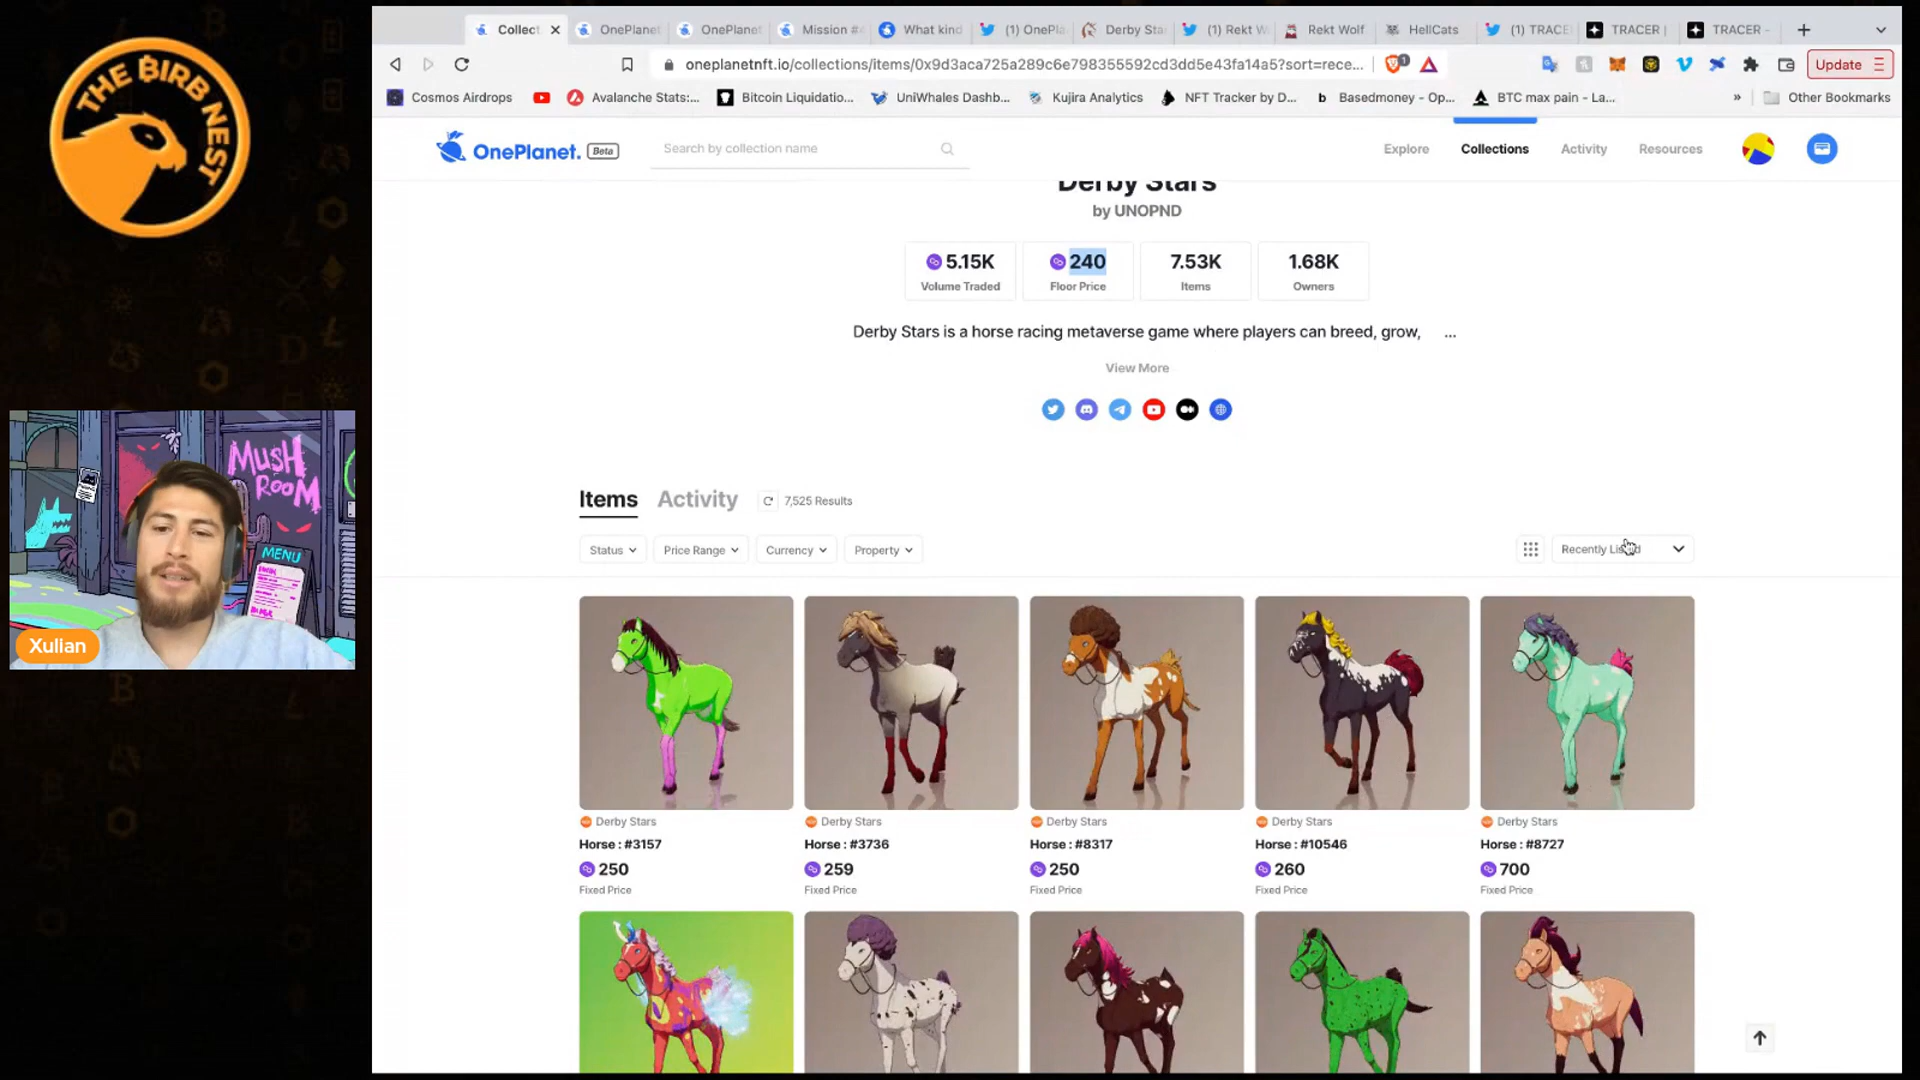 THE BIRB NEST
MUSH
ROOM
MENU
Xulian
Collect
OnePlanet
OnePlanet
Mission #
What kind
(1) OnePla
Derby Star
(1) Rekt W
Rekt Wolf
HellCats
(1) TRACE
TRACER |
TRACER -
oneplanetnft.io/collections/items/0x9d3aca725a289c6e798355592cd3dd5e43fa14a5?sort=rece...
1
Update
Cosmos Airdrops
Avalanche Stats:...
Bitcoin Liquidatio...
UniWhales Dashb...
Kujira Analytics
NFT Tracker by D...
b Basedmoney - Op...
BTC max pain - La...
»
Other Bookmarks
OnePlanet. Beta
Search by collection name
Explore
Collections
Activity
Resources
Derby Stars
by UNOPND
5.15K
Volume Traded
240
Floor Price
7.53K
Items
1.68K
Owners
Derby Stars is a horse racing metaverse game where players can breed, grow, ...
View More
Items
Activity
7,525 Results
Status
Price Range
Currency
Property
Recently Listed
Derby Stars
Horse : #3157
250
Fixed Price
Derby Stars
Horse : #3736
259
Fixed Price
Derby Stars
Horse : #8317
250
Fixed Price
Derby Stars
Horse : #10546
260
Fixed Price
Derby Stars
Horse : #8727
700
Fixed Price